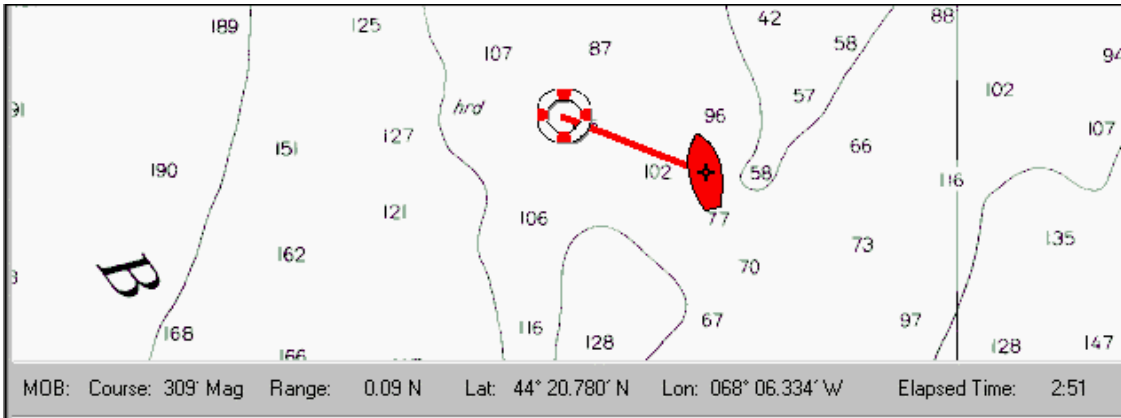 189 125 42 88
107 87 58 94
91 hrd 57 102
151 127 96 66 107
190 102 58 116
121 106 77
162 70 73 135
B
168 116 128 67 97 128 147
166
MOB: Course: 309° Mag Range: 0.09 N Lat: 44° 20.780' N Lon: 068° 06.334' W Elapsed Time: 2:51